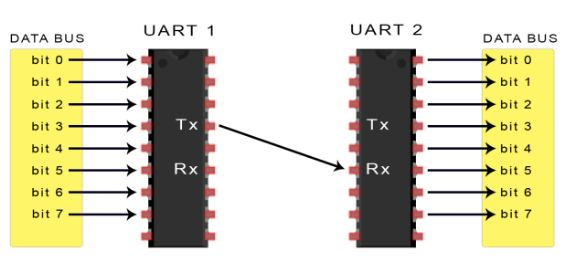 DATA BUS
bit 0
bit 1
bit 2
bit 3
bit 4
bit 5
bit 6
bit 7
UART 1
Tx
Rx
UART 2
Tx
Rx
DATA BUS
bit 0
bit 1
bit 2
bit 3
bit 4
bit 5
bit 6
bit 7